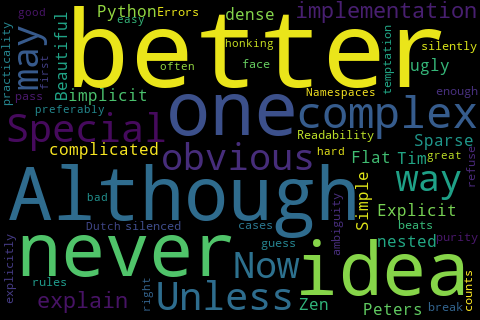 good
Python
Errors
easy
dense
implementation
better
may
first
practicality
Beautiful
honking
silently
temptation
often
face
ugly
pass
implicit
preferably
Namespaces
enough
one
complex
Special
Readability
Sparse
complicated
obvious
hard
Flat
Tim
great
refuse
Although
way
Simple
bad
Explicit
ambiguity
Dutch
silenced
cases
beats
never
guess
nested
purity
idea
explicitly
Now
rules
explain
right
Unless
Zen
Peters
break
counts